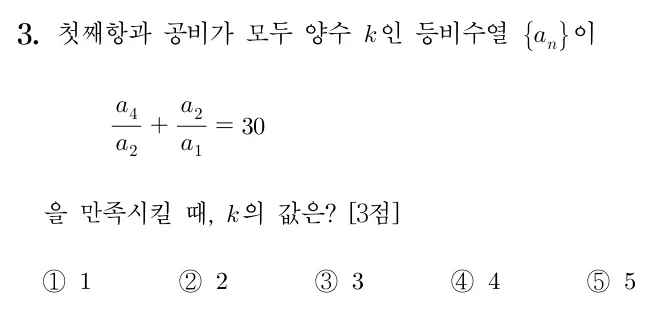 3. 첫째항과 공비가 모두 양수 k인 등비수열 {a_n}이
a_4/a_2 + a_2/a_1 = 30
을 만족시킬 때, k의 값은? [3점]
① 1 ② 2 ③ 3 ④ 4 ⑤ 5